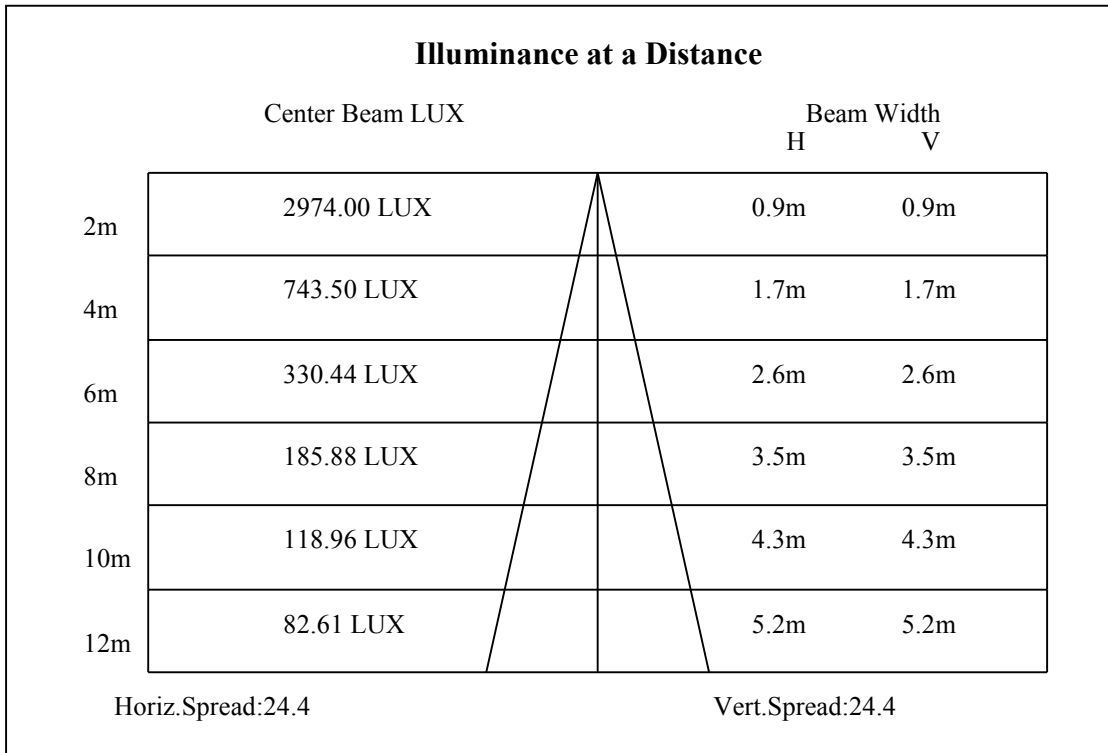 Illuminance at a Distance
Center Beam LUX Beam Width
H V
2m 2974.00 LUX 0.9m 0.9m
4m 743.50 LUX 1.7m 1.7m
6m 330.44 LUX 2.6m 2.6m
8m 185.88 LUX 3.5m 3.5m
10m 118.96 LUX 4.3m 4.3m
12m 82.61 LUX 5.2m 5.2m
Horiz.Spread:24.4 Vert.Spread:24.4